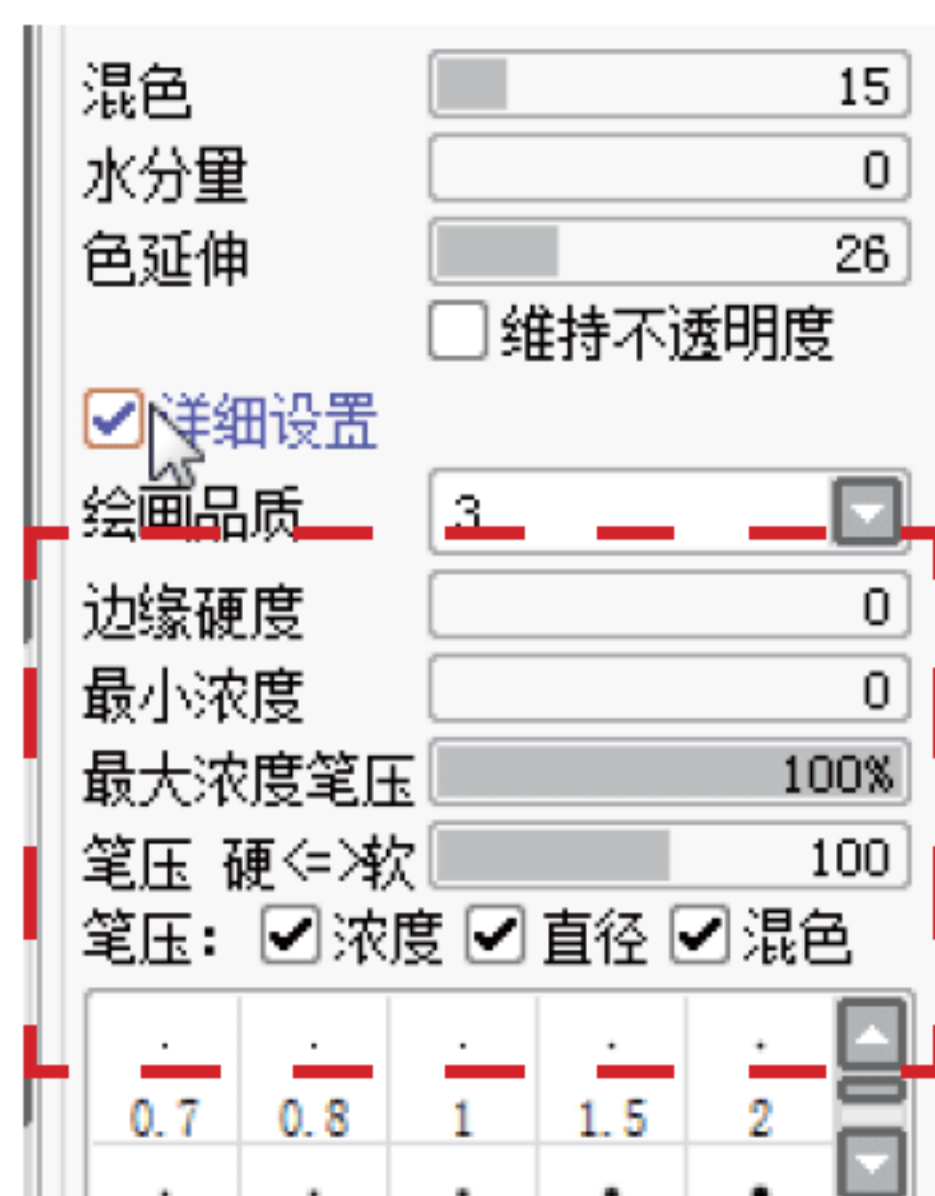 混色 15
水分量 0
色延伸 26
维持不透明度
详细设置
绘画品质 3
边缘硬度 0
最小浓度 0
最大浓度笔压 100%
笔压 硬<=>软 100
笔压: 浓度 直径 混色
0.7 0.8 1 1.5 2